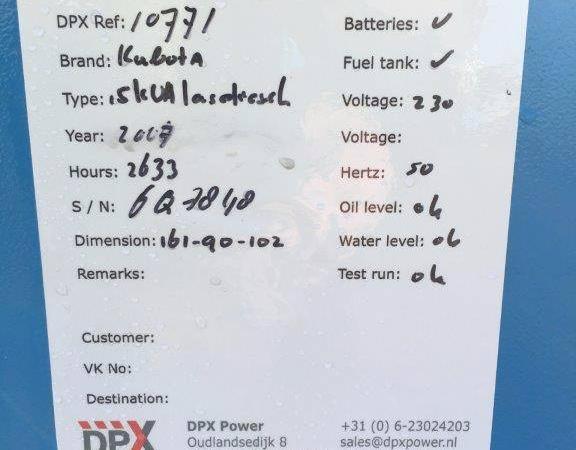 DPX Ref: 10771
Batteries: ✓
Brand: Kubota
Fuel tank: ✓
Type: 15kVA
Voltage: 230
Year: 2007
Voltage:
Hours: 2633
Hertz: 50
S / N: 6Q7848
Oil level: ok
Dimension: 161-90-102
Water level: ok
Remarks:
Test run: ok
Customer:
VK No:
Destination:
DPX
DPX Power
+31 (0) 6-23024203
Oudlandsedijk 8
sales@dpxpower.nl